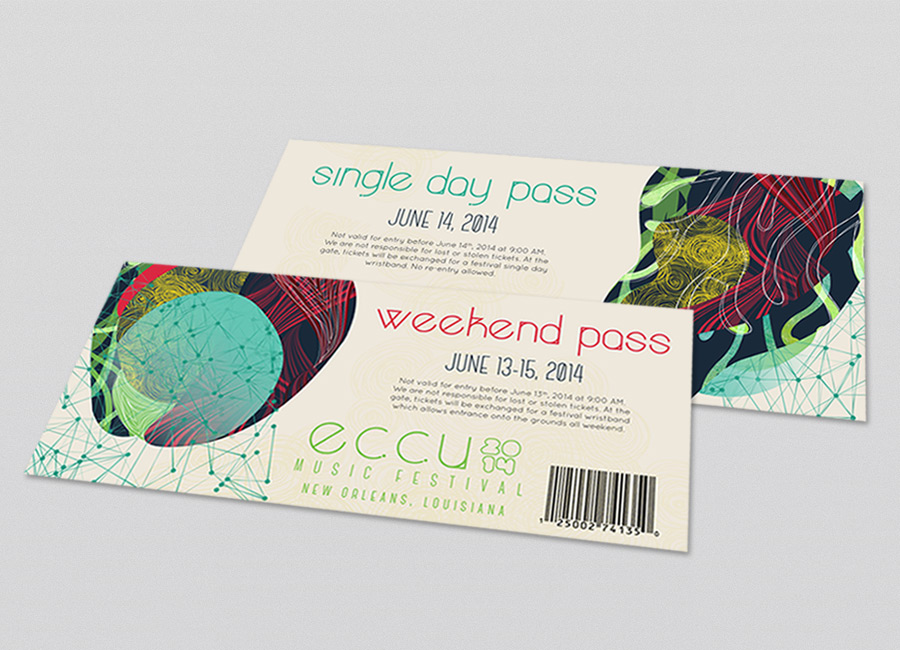 single day pass
JUNE 14, 2014
Not valid for entry before June 14th, 2014 at 9:00 AM.
We are not responsible for lost or stolen tickets. At the
gate, tickets will be exchanged for a festival single day
wristband. No re-entry allowed.
weekend pass
JUNE 13-15, 2014
Not valid for entry before June 13th, 2014 at 9:00 AM.
We are not responsible for lost or stolen tickets. At the
gate, tickets will be exchanged for a festival wristband
which allows entrance onto the grounds all weekend.
e.c.c.u 20
14
MUSIC FESTIVAL
NEW ORLEANS, LOUISIANA
1 25002 74135 0